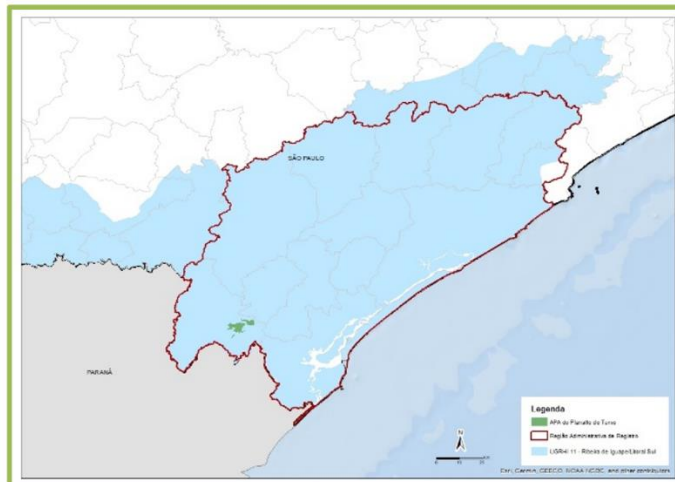 SÃO PAULO
PARANÁ
N
Legenda
APA do Planalto do Turvo
Região Administrativa de Registro
UGRHI 11 - Ribeira de Iguape/Litoral Sul
Esri, Garmin, GEBCO, NOAA NGDC, and other contributors